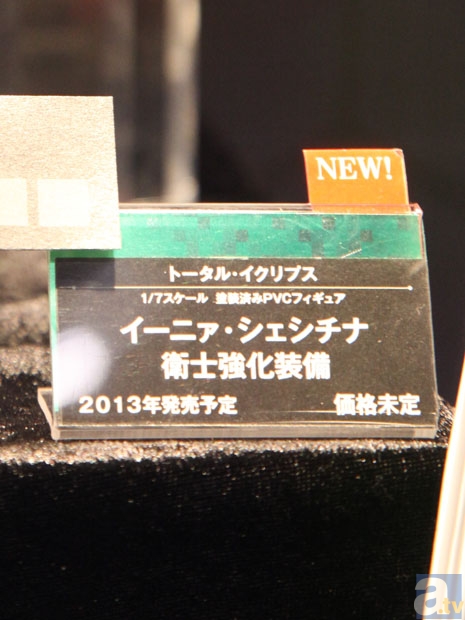 NEW!
トータル・イクリプス
1/7スケール 塗装済みPVCフィギュア
イーニァ・シェスチナ
衛士強化装備
2013年発売予定 価格未定
a.tv